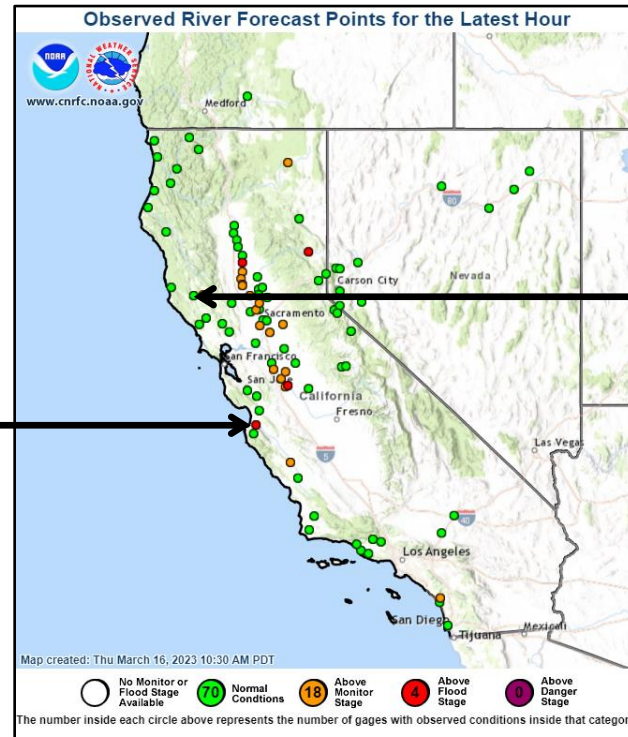 Observed River Forecast Points for the Latest Hour
NOAA
NATIONAL WEATHER SERVICE
www.cnrfc.noaa.gov
Medford
80
Nevada
Carson City
Sacramento
San Francisco
San Jose
California
Fresno
5
Las Vegas
40
Los Angeles
San Diego
Tijuana
Mexicali
Map created: Thu March 16, 2023 10:30 AM PDT
No Monitor or
Flood Stage
Available
70
Normal
Condtions
18
Above
Monitor
Stage
4
Above
Flood
Stage
0
Above
Danger
Stage
The number inside each circle above represents the number of gages with observed conditions inside that categor